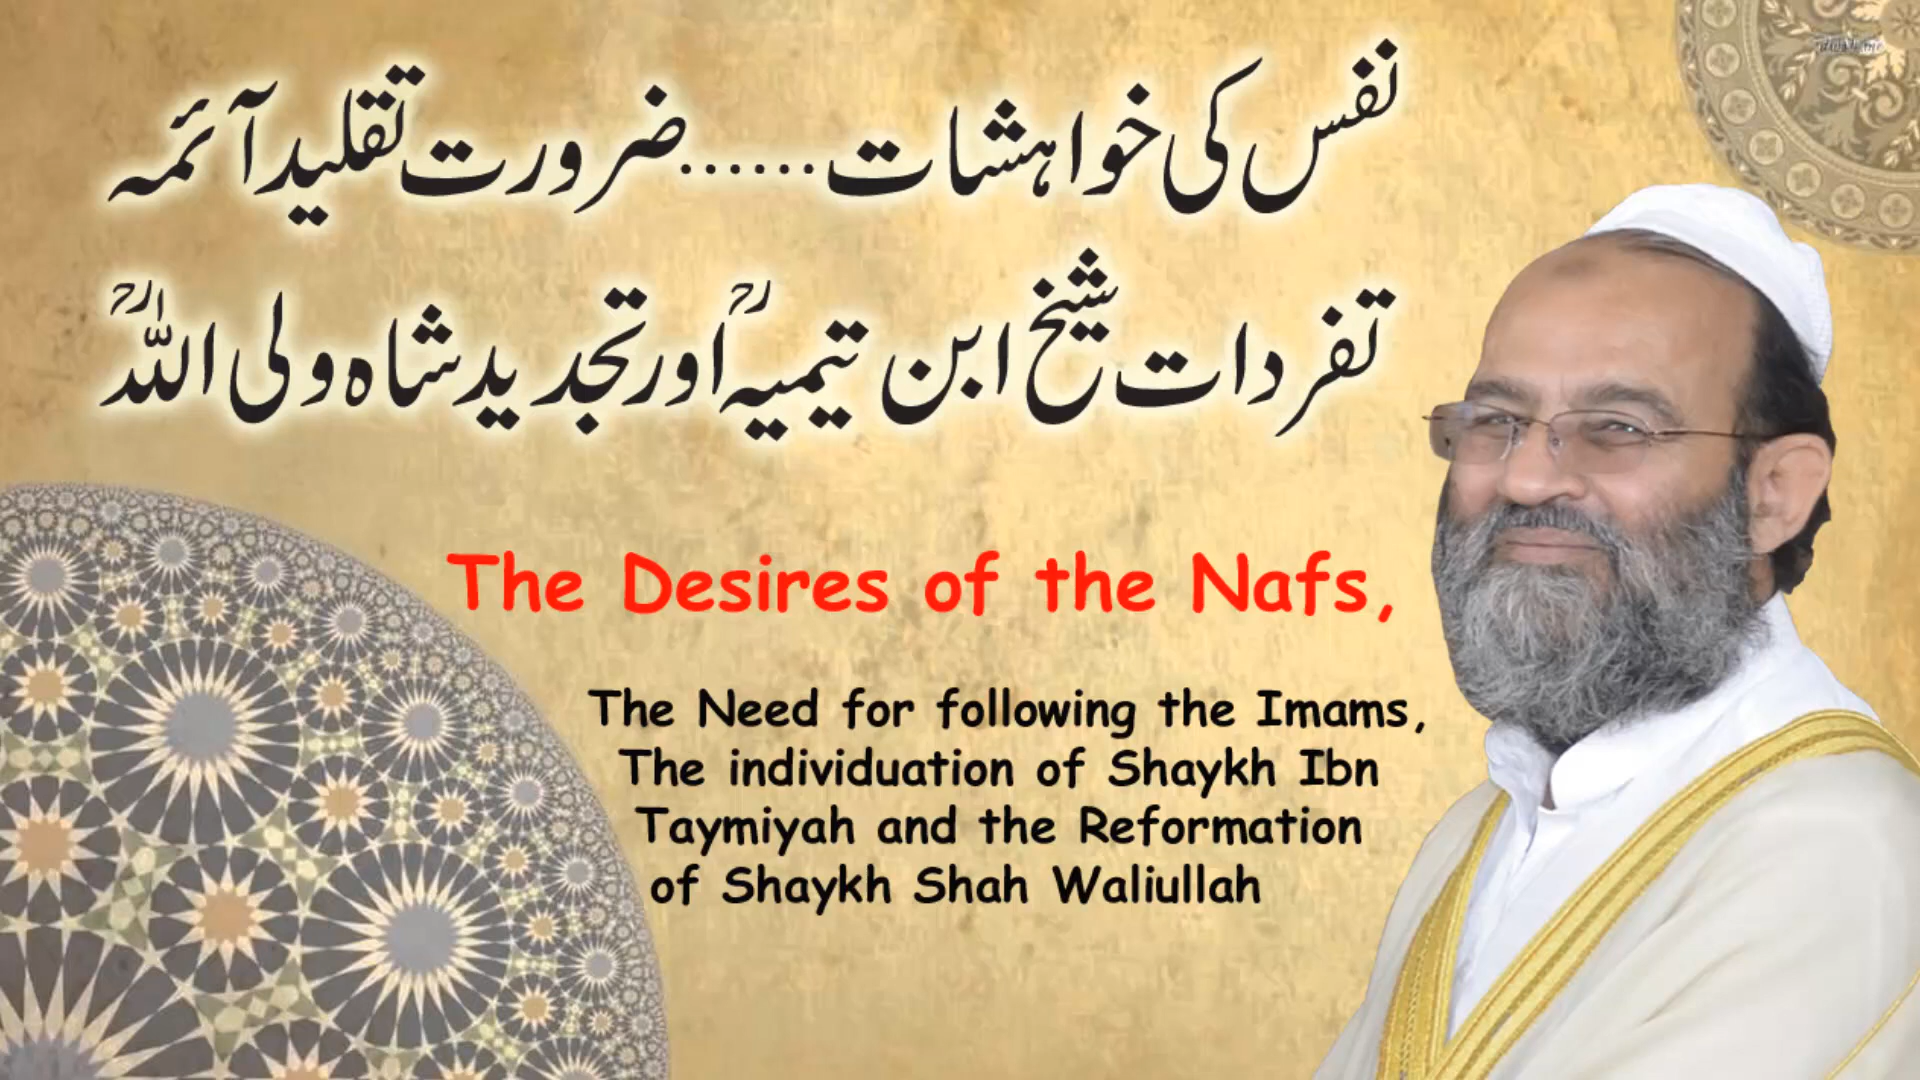 نفس کی خواہشات......ضرورت تقلید آئمہ
تفردات شیخ ابن تیمیہؒ اور تجدید شاہ ولی اللہؒ
The Desires of the Nafs,
The Need for following the Imams,
The individuation of Shaykh Ibn
Taymiyah and the Reformation
of Shaykh Shah Waliullah